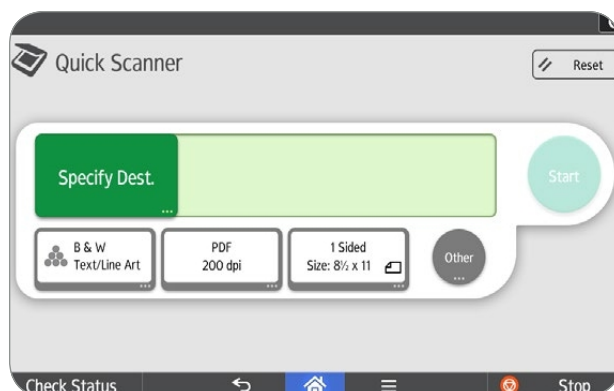 Quick Scanner
Reset
Specify Dest.
Start
B & W
Text/Line Art
PDF
200 dpi
1 Sided
Size: 8½ x 11
Other
Check Status
Stop